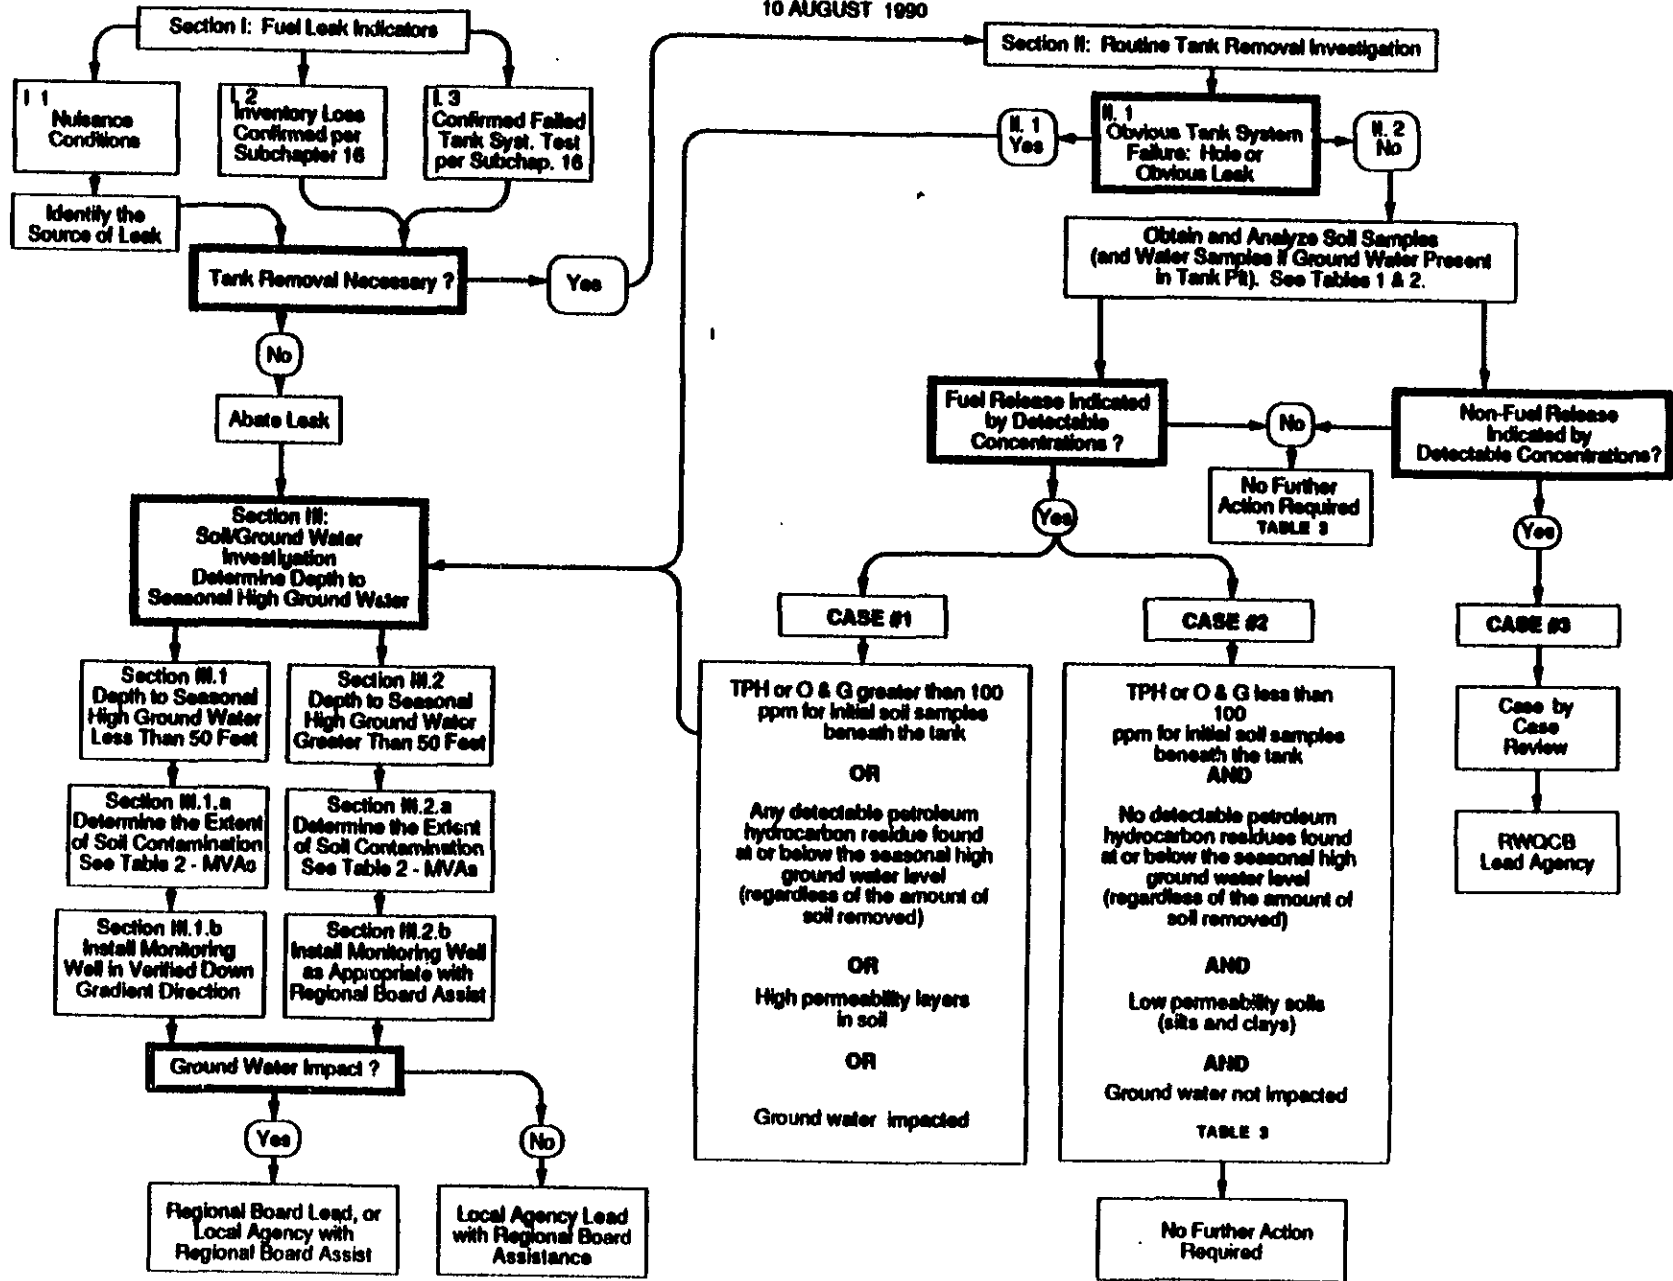 10 AUGUST 1990
Section I: Fuel Leak Indicators
I 1
Nuisance
Conditions
I. 2
Inventory Loss
Confirmed per
Subchapter 16
I. 3
Confirmed Failed
Tank Syst. Test
per Subchap. 16
Identify the
Source of Leak
Tank Removal Necessary ?
Yes
No
Abate Leak
Section III:
Soil/Ground Water
Investigation
Determine Depth to
Seasonal High Ground Water
Section III.1
Depth to Seasonal
High Ground Water
Less Than 50 Feet
Section III.2
Depth to Seasonal
High Ground Water
Greater Than 50 Feet
Section III.1.a
Determine the Extent
of Soil Contamination
See Table 2 - MVAs
Section III.2.a
Determine the Extent
of Soil Contamination
See Table 2 - MVAs
Section III.1.b
Install Monitoring
Well in Verified Down
Gradient Direction
Section III.2.b
Install Monitoring Well
as Appropriate with
Regional Board Assist
Ground Water Impact ?
Yes
No
Regional Board Lead, or
Local Agency with
Regional Board Assist
Local Agency Lead
with Regional Board
Assistance
Section II: Routine Tank Removal Investigation
II. 1
Yes
II. 1
Obvious Tank System
Failure: Hole or
Obvious Leak
II. 2
No
Obtain and Analyze Soil Samples
(and Water Samples if Ground Water Present
in Tank Pit). See Tables 1 & 2.
Fuel Release Indicated
by Detectable
Concentrations ?
No
Non-Fuel Release
Indicated by
Detectable Concentrations?
No Further
Action Required
TABLE 3
Yes
Yes
CASE #1
CASE #2
CASE #3
TPH or O & G greater than 100
ppm for initial soil samples
beneath the tank
OR
Any detectable petroleum
hydrocarbon residue found
at or below the seasonal high
ground water level
(regardless of the amount of
soil removed)
OR
High permeability layers
in soil
OR
Ground water impacted
TPH or O & G less than
100
ppm for initial soil samples
beneath the tank
AND
No detectable petroleum
hydrocarbon residues found
at or below the seasonal high
ground water level
(regardless of the amount of
soil removed)
AND
Low permeability soils
(silts and clays)
AND
Ground water not impacted
TABLE 3
No Further Action
Required
Case by
Case
Review
RWQCB
Lead Agency